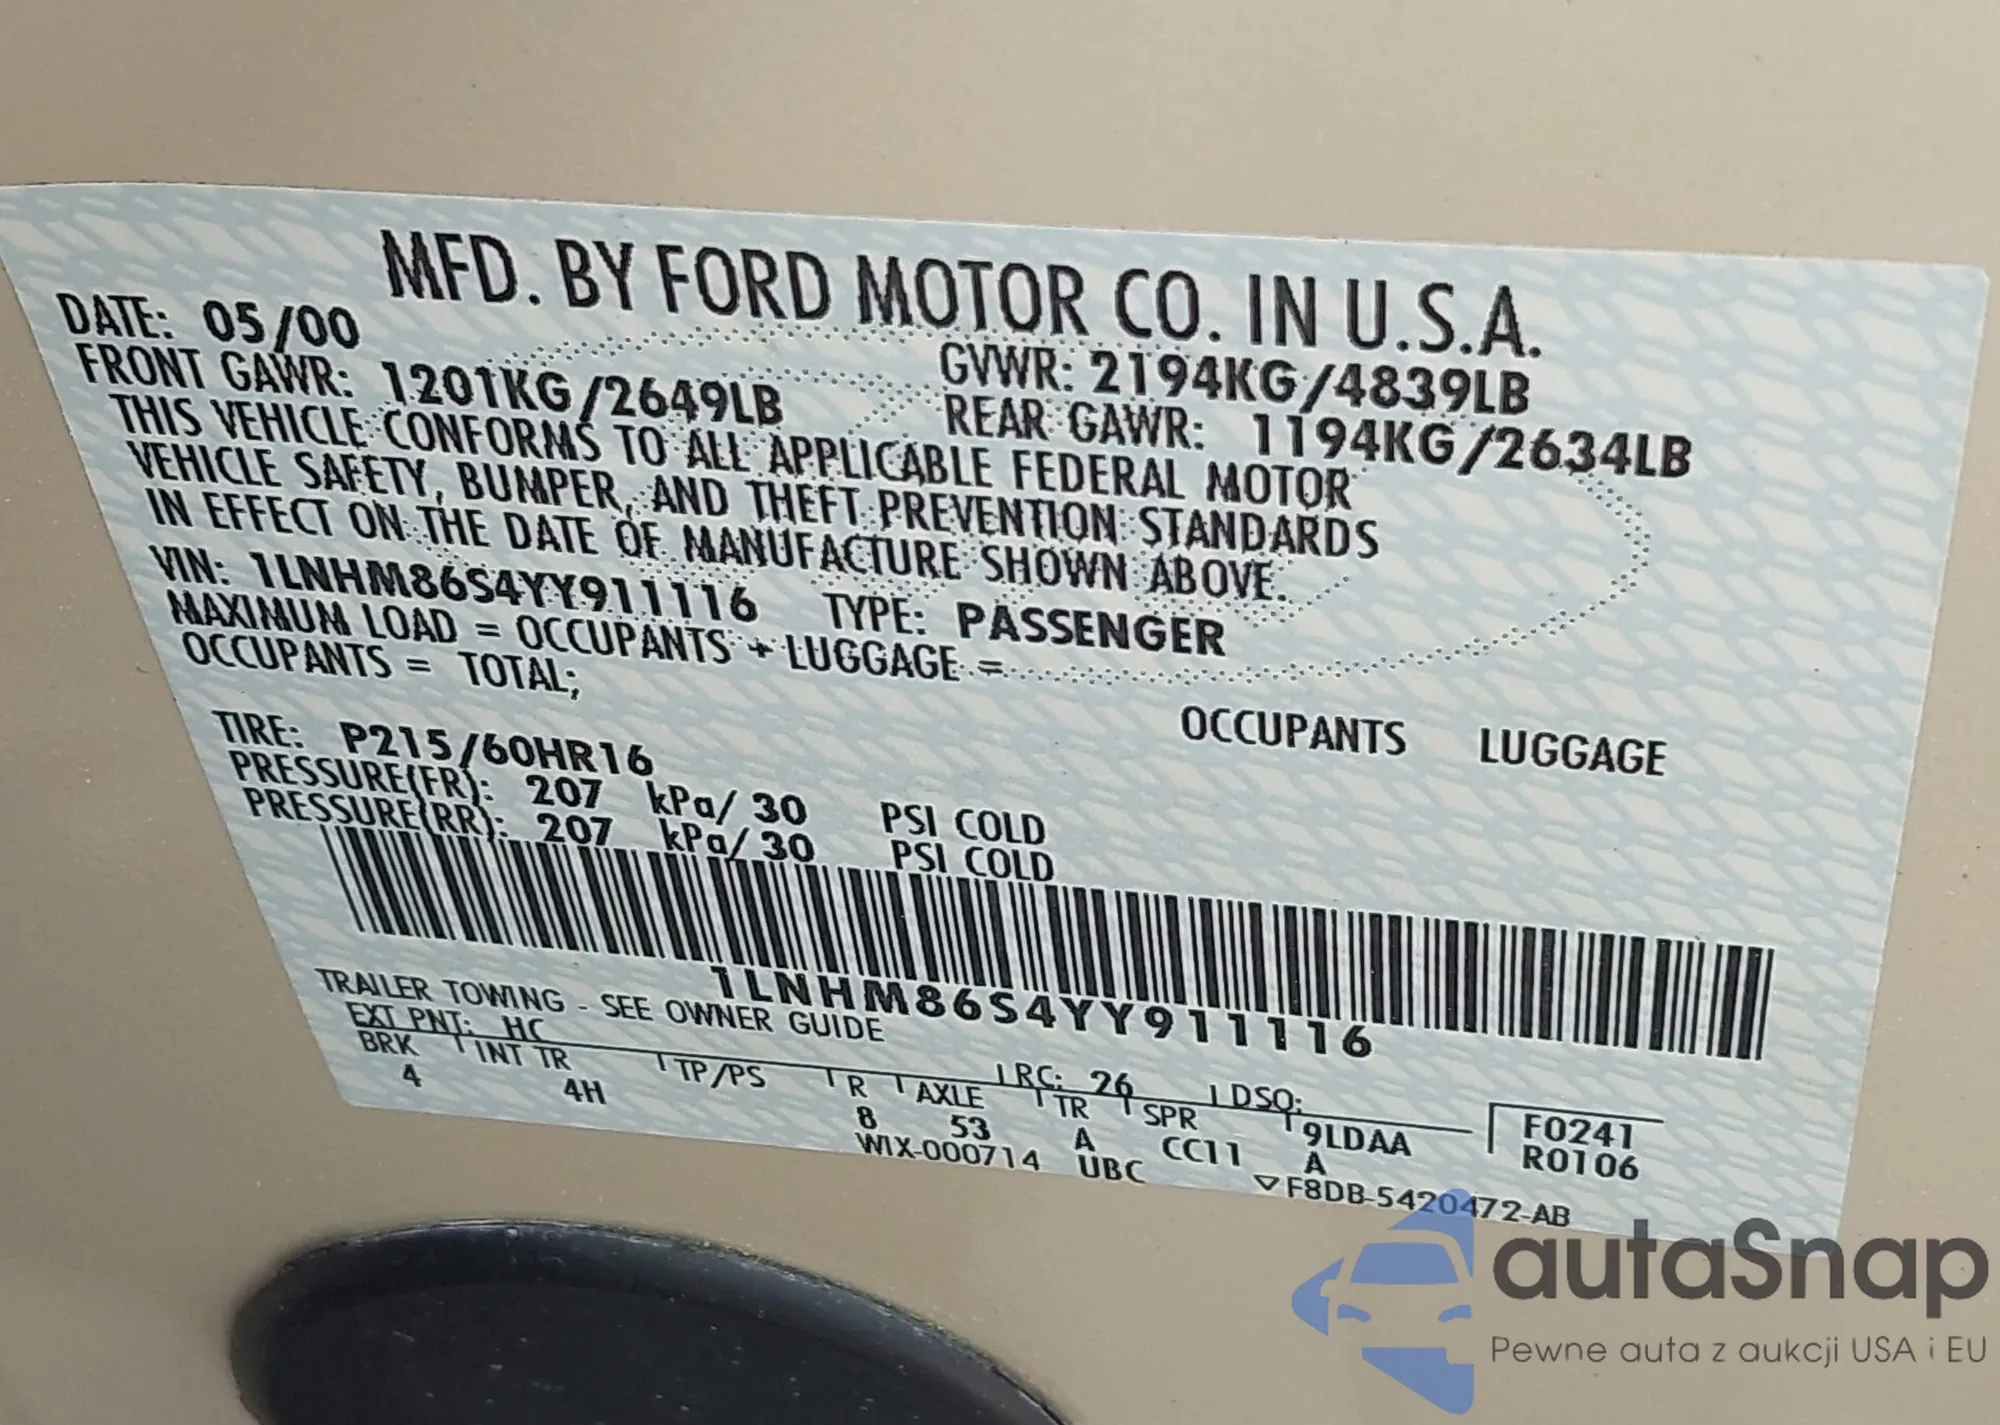 MFD. BY FORD MOTOR CO. IN U.S.A.
DATE: 05/00 GVWR: 2194KG/4839LB
FRONT GAWR: 1201KG/2649LB REAR GAWR: 1194KG/2634LB
THIS VEHICLE CONFORMS TO ALL APPLICABLE FEDERAL MOTOR
VEHICLE SAFETY, BUMPER, AND THEFT PREVENTION STANDARDS
IN EFFECT ON THE DATE OF MANUFACTURE SHOWN ABOVE.
VIN: 1LNHM86S4YY911116 TYPE: PASSENGER
MAXIMUM LOAD = OCCUPANTS + LUGGAGE =
OCCUPANTS = TOTAL;
OCCUPANTS LUGGAGE
TIRE: P215/60HR16
PRESSURE(FR): 207 kPa/ 30 PSI COLD
PRESSURE(RR): 207 kPa/ 30 PSI COLD
1LNHM86S4YY911116
TRAILER TOWING - SEE OWNER GUIDE
EXT PNT: HC RC: 26 DSO: F0241
BRK INT TR TP/PS R AXLE TR SPR 9LDAA R0106
4 4H 8 53 A CC11 A
WIX-000714 UBC ▽F8DB-5420472-AB
autaSnap
Pewne auta z aukcji USA i EU